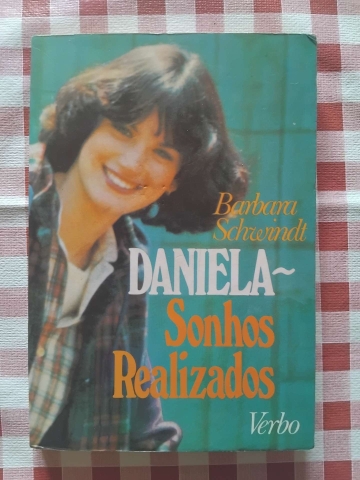 Barbara
Schwindt
DANIELA~
Sonhos
Realizados
Verbo